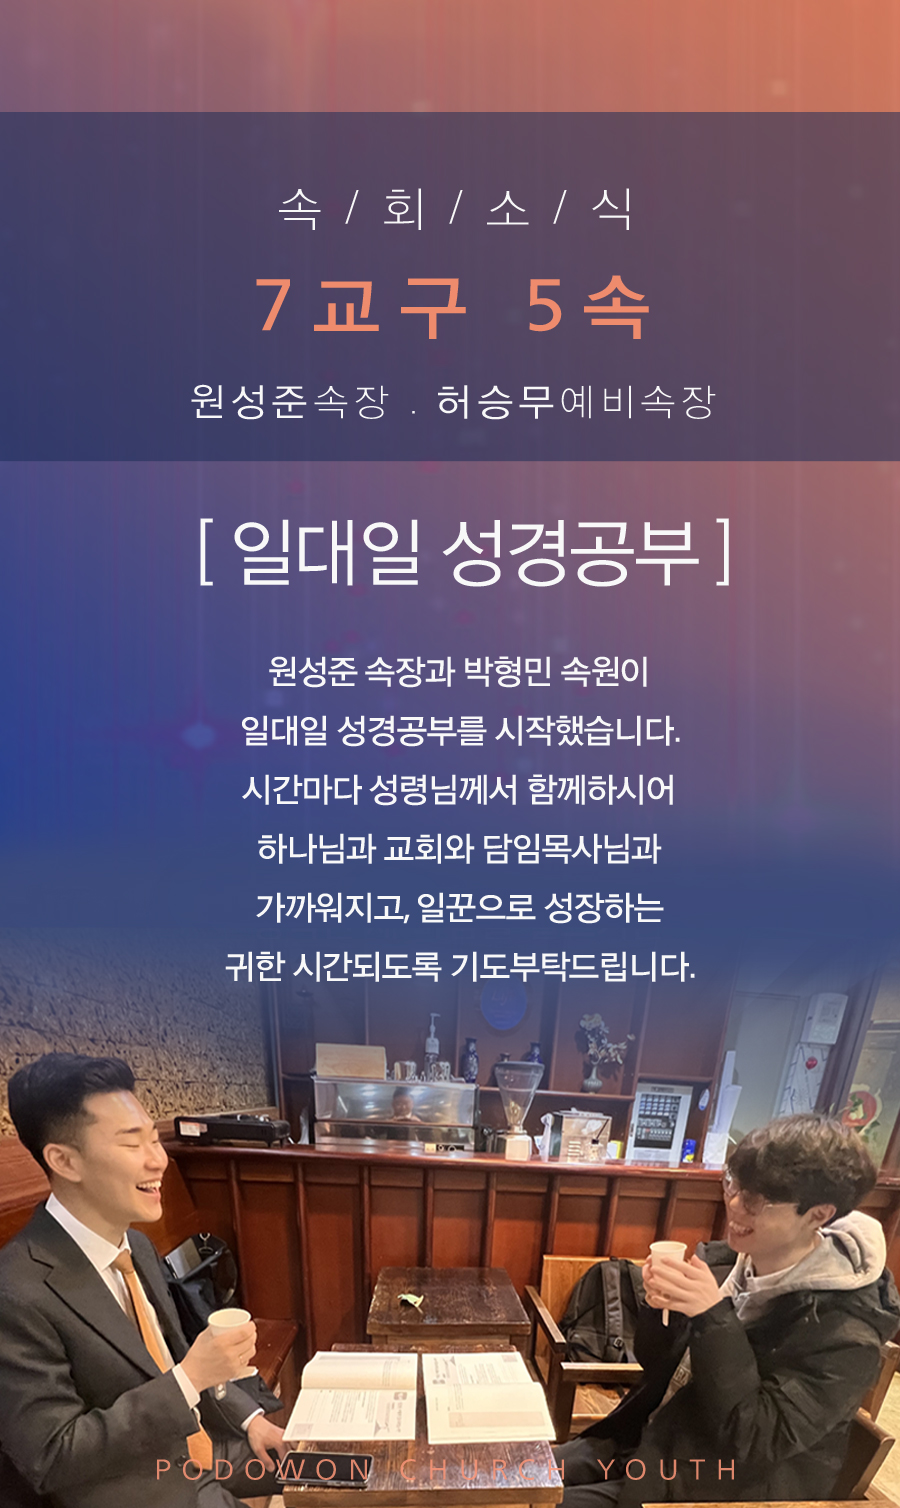 속 / 회 / 소 / 식
7교구 5속
원성준속장 . 허승무예비속장
[ 일대일 성경공부 ]
원성준 속장과 박형민 속원이
일대일 성경공부를 시작했습니다.
시간마다 성령님께서 함께하시어
하나님과 교회와 담임목사님과
가까워지고, 일꾼으로 성장하는
귀한 시간되도록 기도부탁드립니다.
PODOWON CHURCH YOUTH